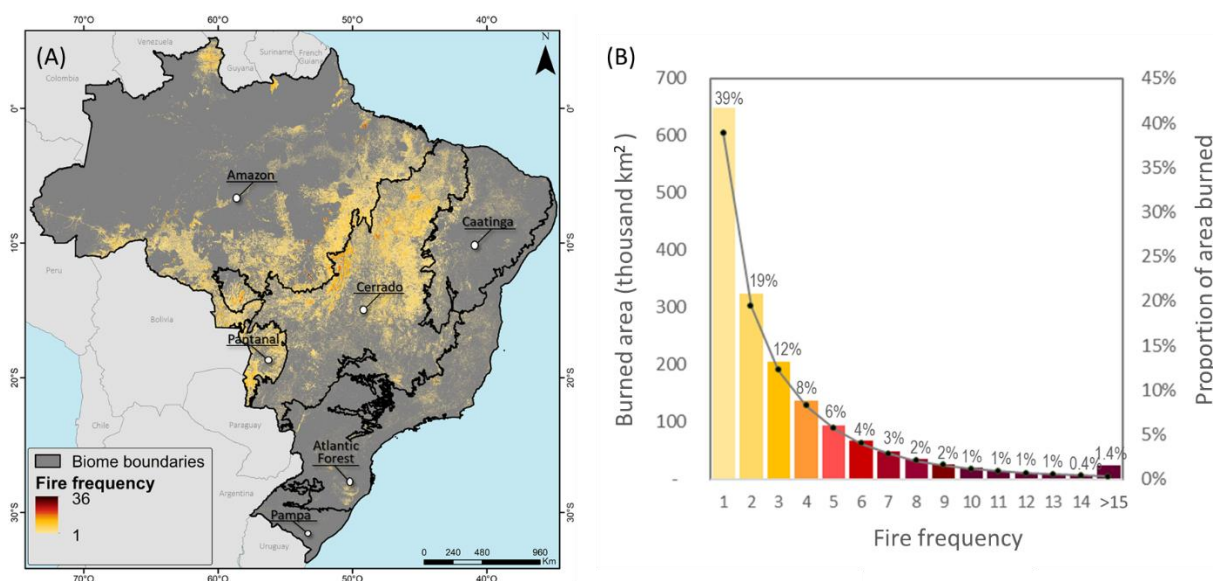 (A)
70°O
60°O
50°O
40°O
N
Venezuela
Colombia
Guyana
Suriname
French
Guiana
0°
10°S
20°S
30°S
Amazon
Caatinga
Cerrado
Pantanal
Atlantic
Forest
Pampa
Peru
Bolivia
Chile
Paraguay
Argentina
Uruguay
Biome boundaries
Fire frequency
36
1
0 240 480 960
Km
70°O
60°O
50°O
40°O
(B)
Burned area (thousand km²)
700
600
500
400
300
200
100
-
39%
19%
12%
8%
6%
4%
3%
2%
2%
1%
1%
1%
1%
0.4%
1.4%
45%
40%
35%
30%
25%
20%
15%
10%
5%
0%
Proportion of area burned
1 2 3 4 5 6 7 8 9 10 11 12 13 14 >15
Fire frequency